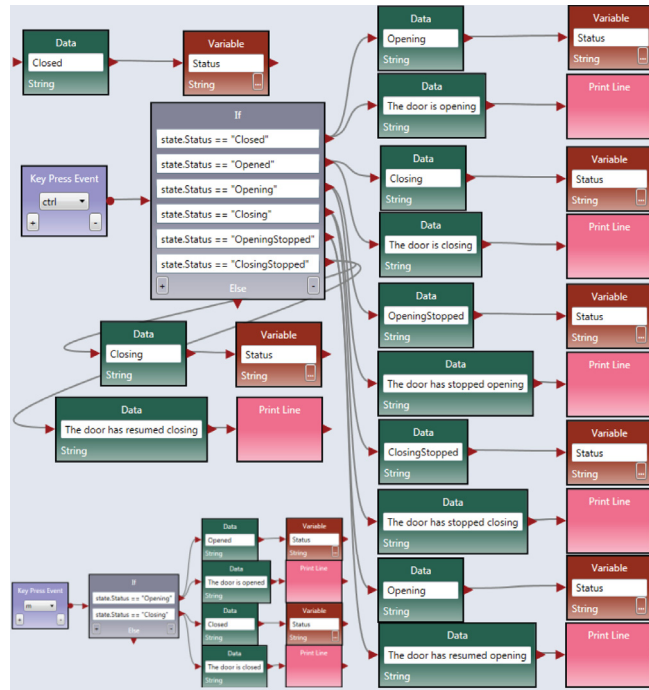 Data
Closed
String
Variable
Status
String
...
Data
Opening
String
Variable
Status
String
...
Data
The door is opening
String
Print Line
Key Press Event
ctrl
+
-
If
state.Status == "Closed"
state.Status == "Opened"
state.Status == "Opening"
state.Status == "Closing"
state.Status == "OpeningStopped"
state.Status == "ClosingStopped"
+
Else
-
Data
Closing
String
Variable
Status
String
...
Data
The door is closing
String
Print Line
Data
OpeningStopped
String
Variable
Status
String
...
Data
The door has stopped opening
String
Print Line
Data
ClosingStopped
String
Variable
Status
String
...
Data
The door has stopped closing
String
Print Line
Data
Opening
String
Variable
Status
String
...
Data
The door has resumed opening
String
Print Line
Data
Closing
String
Variable
Status
String
...
Data
The door has resumed closing
String
Print Line
Key Press Event
m
+
-
If
state.Status == "Opening"
state.Status == "Closing"
+
Else
-
Data
Opened
String
Variable
Status
String
...
Data
The door is opened
String
Print Line
Data
Closed
String
Variable
Status
String
...
Data
The door is closed
String
Print Line